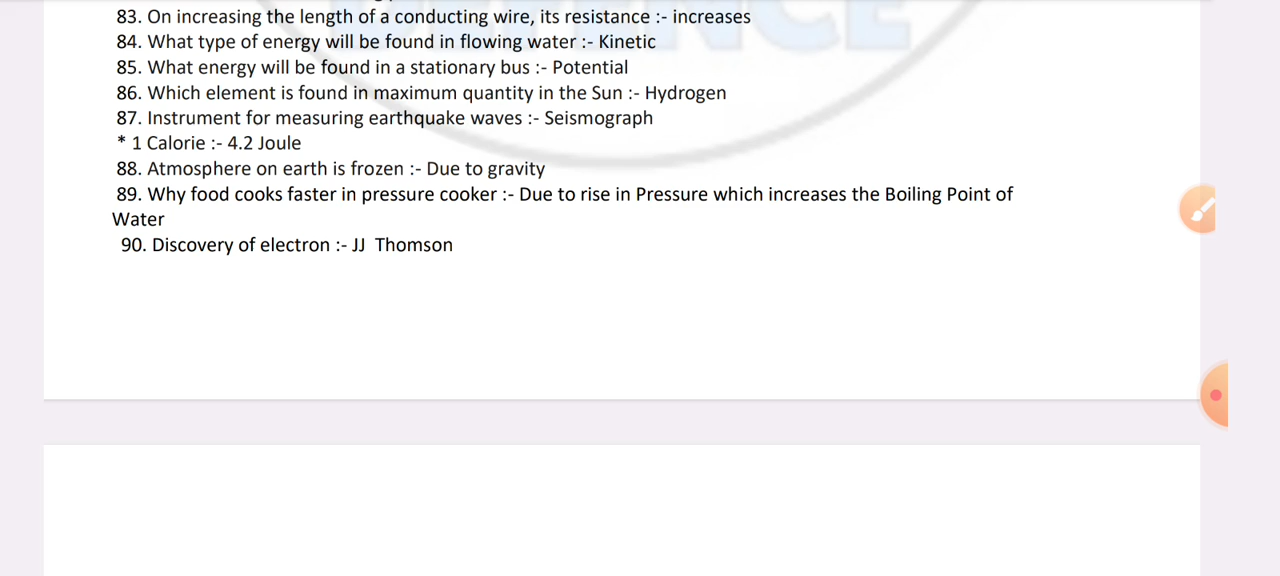 83. On increasing the length of a conducting wire, its resistance :- increases
84. What type of energy will be found in flowing water :- Kinetic
85. What energy will be found in a stationary bus :- Potential
86. Which element is found in maximum quantity in the Sun :- Hydrogen
87. Instrument for measuring earthquake waves :- Seismograph
* 1 Calorie :- 4.2 Joule
88. Atmosphere on earth is frozen :- Due to gravity
89. Why food cooks faster in pressure cooker :- Due to rise in Pressure which increases the Boiling Point of
Water
90. Discovery of electron :- JJ Thomson